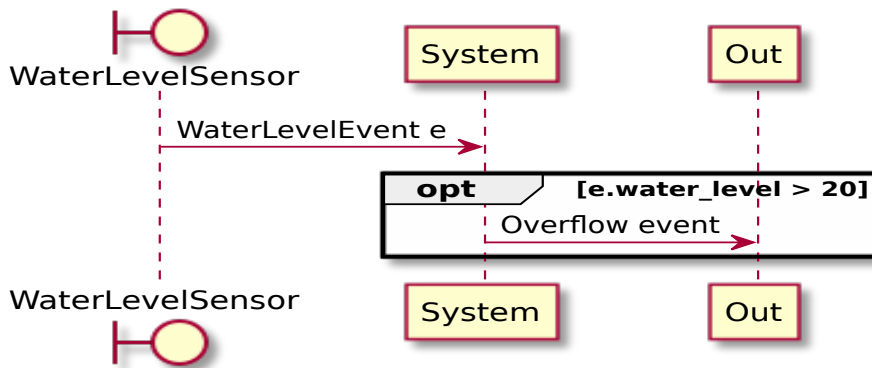 WaterLevelSensor
System
Out
WaterLevelEvent e
opt
[e.water_level > 20]
Overflow event
WaterLevelSensor
System
Out